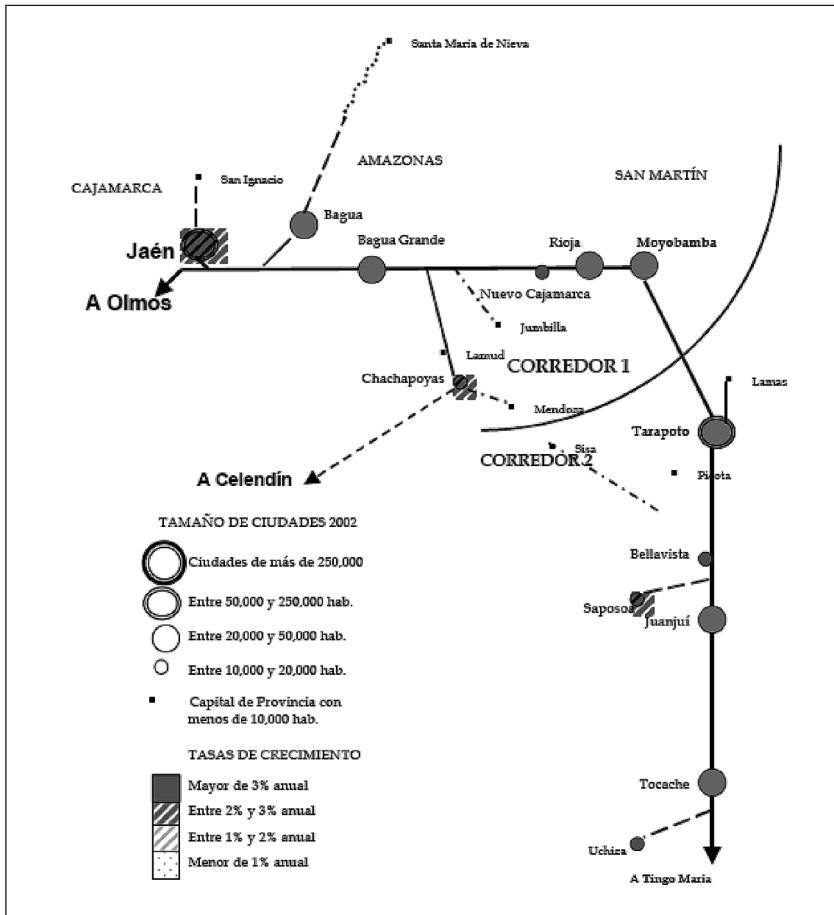 Santa María de Nieva
AMAZONAS
SAN MARTÍN
San Ignacio
CAJAMARCA
Bagua
Jaén
Bagua Grande
Rioja
Moyobamba
A Olmos
Nuevo Cajamarca
Jumbilla
Lamud
CORREDOR 1
Chachapoyas
Lamas
Mendoza
Tarapoto
Sisa
CORREDOR 2
Picota
A Celendín
TAMAÑO DE CIUDADES 2002
Ciudades de más de 250,000
Entre 50,000 y 250,000 hab.
Entre 20,000 y 50,000 hab.
Entre 10,000 y 20,000 hab.
Capital de Provincia con
menos de 10,000 hab.
Bellavista
Saposoa
Juanjuí
TASAS DE CRECIMIENTO
Mayor de 3% anual
Entre 2% y 3% anual
Entre 1% y 2% anual
Menor de 1% anual
Tocache
Uchiza
A Tingo María